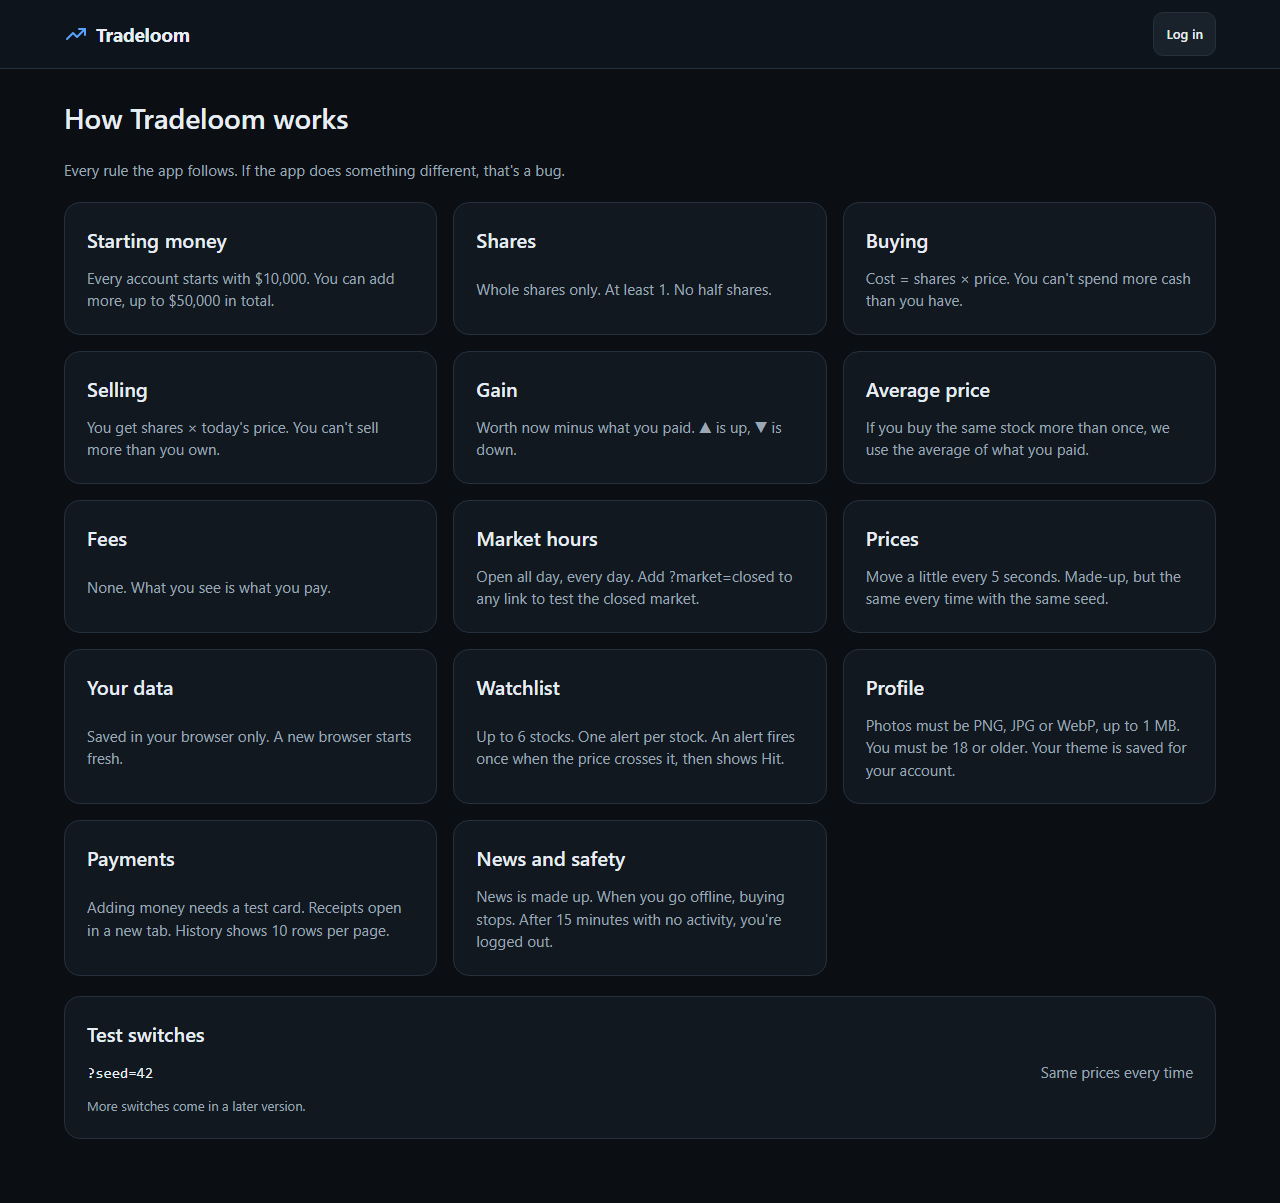 Tradeloom
Log in
How Tradeloom works
Every rule the app follows. If the app does something different, that's a bug.
Starting money
Every account starts with $10,000. You can add
more, up to $50,000 in total.
Shares
Whole shares only. At least 1. No half shares.
Buying
Cost = shares × price. You can't spend more cash
than you have.
Selling
You get shares × today's price. You can't sell
more than you own.
Gain
Worth now minus what you paid. ▲ is up, ▼ is
down.
Average price
If you buy the same stock more than once, we
use the average of what you paid.
Fees
None. What you see is what you pay.
Market hours
Open all day, every day. Add ?market=closed to
any link to test the closed market.
Prices
Move a little every 5 seconds. Made-up, but the
same every time with the same seed.
Your data
Saved in your browser only. A new browser starts
fresh.
Watchlist
Up to 6 stocks. One alert per stock. An alert fires
once when the price crosses it, then shows Hit.
Profile
Photos must be PNG, JPG or WebP, up to 1 MB.
You must be 18 or older. Your theme is saved for
your account.
Payments
Adding money needs a test card. Receipts open
in a new tab. History shows 10 rows per page.
News and safety
News is made up. When you go offline, buying
stops. After 15 minutes with no activity, you're
logged out.
Test switches
?seed=42
Same prices every time
More switches come in a later version.